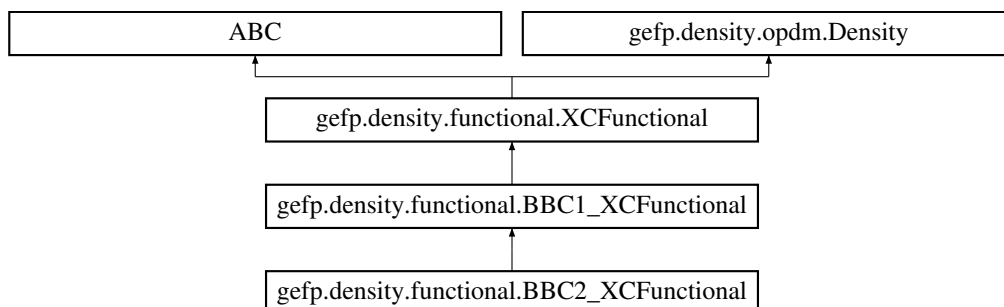 ABC
gefp.density.opdm.Density
gefp.density.functional.XCFunctional
gefp.density.functional.BBC1_XCFunctional
gefp.density.functional.BBC2_XCFunctional